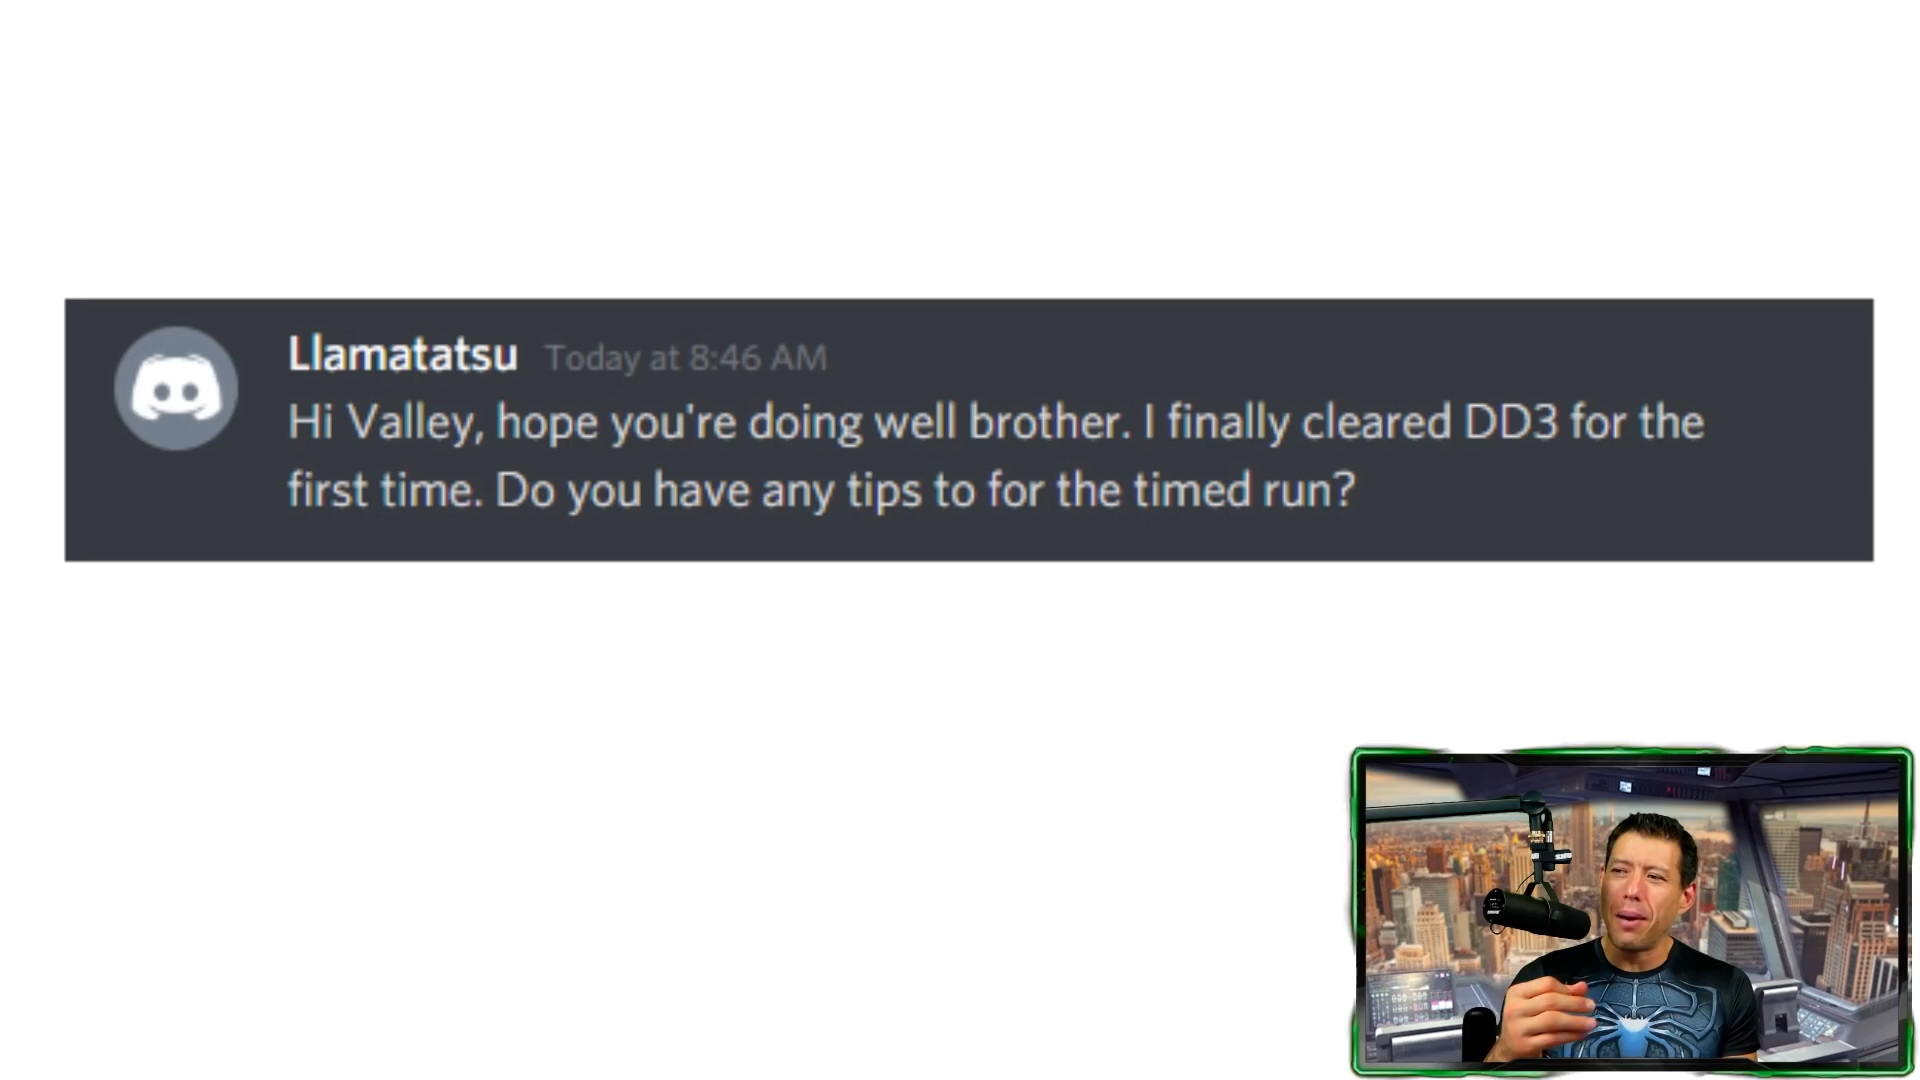 Llamatatsu Today at 8:46 AM
Hi Valley, hope you're doing well brother. I finally cleared DD3 for the
first time. Do you have any tips to for the timed run?